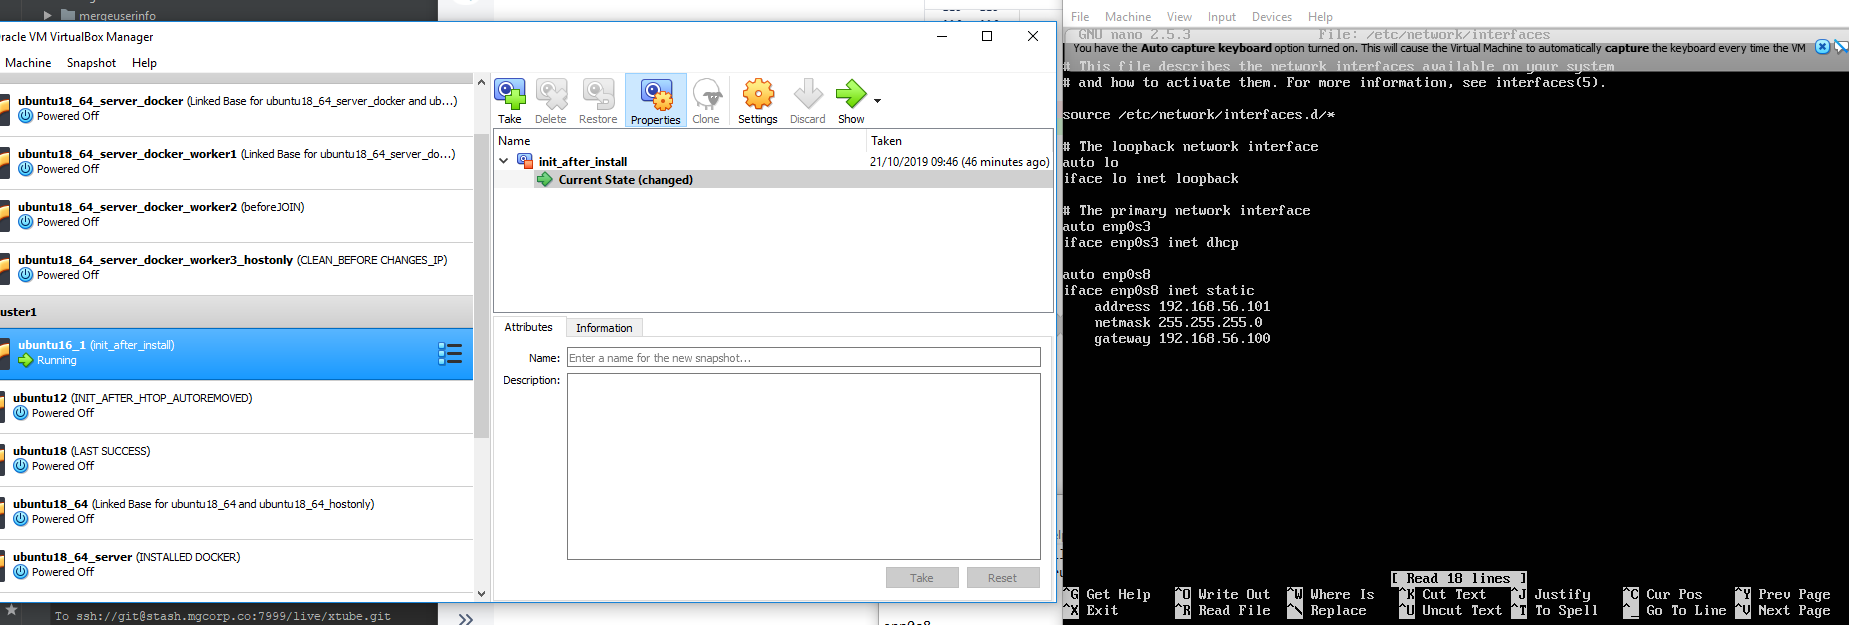 mergeuserinfo
racle VM VirtualBox Manager
Machine Snapshot Help
ubuntu18_64_server_docker (Linked Base for ubuntu18_64_server_docker and ub...)
Powered Off
ubuntu18_64_server_docker_worker1 (Linked Base for ubuntu18_64_server_do...)
Powered Off
ubuntu18_64_server_docker_worker2 (beforeJOIN)
Powered Off
ubuntu18_64_server_docker_worker3_hostonly (CLEAN_BEFORE CHANGES_IP)
Powered Off
uster1
ubuntu16_1 (init_after_install)
Running
ubuntu12 (INIT_AFTER_HTOP_AUTOREMOVED)
Powered Off
ubuntu18 (LAST SUCCESS)
Powered Off
ubuntu18_64 (Linked Base for ubuntu18_64 and ubuntu18_64_hostonly)
Powered Off
ubuntu18_64_server (INSTALLED DOCKER)
Powered Off
To ssh://git@stash.mgcorp.co:7999/live/xtube.git
Take Delete Restore Properties Clone Settings Discard Show
Name Taken
init_after_install 21/10/2019 09:46 (46 minutes ago)
Current State (changed)
Attributes Information
Name: Enter a name for the new snapshot...
Description:
Take Reset
enp0s8
File Machine View Input Devices Help
GNU nano 2.5.3 File: /etc/network/interfaces
You have the Auto capture keyboard option turned on. This will cause the Virtual Machine to automatically capture the keyboard every time the VM
# This file describes the network interfaces available on your system
# and how to activate them. For more information, see interfaces(5).
source /etc/network/interfaces.d/*
# The loopback network interface
auto lo
iface lo inet loopback
# The primary network interface
auto enp0s3
iface enp0s3 inet dhcp
auto enp0s8
iface enp0s8 inet static
address 192.168.56.101
netmask 255.255.255.0
gateway 192.168.56.100
[ Read 18 lines ]
^G Get Help ^O Write Out ^W Where Is ^K Cut Text ^J Justify ^C Cur Pos ^Y Prev Page
^X Exit ^R Read File ^\ Replace ^U Uncut Text ^T To Spell ^_ Go To Line ^V Next Page